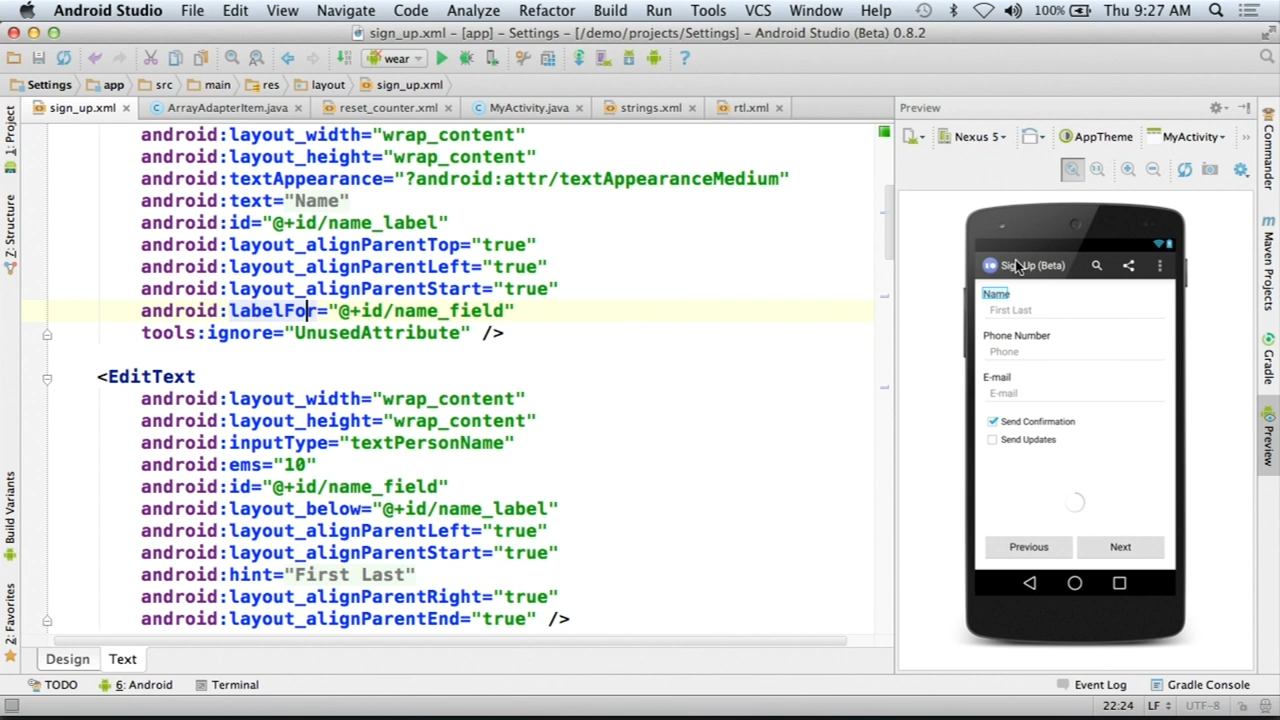 Android Studio File Edit View Navigate Code Analyze Refactor Build Run Tools VCS Window Help 100% Thu 9:27 AM
sign_up.xml - [app] - Settings - [/demo/projects/Settings] - Android Studio (Beta) 0.8.2
wear
Settings app src main res layout sign_up.xml
sign_up.xml ArrayAdapterItem.java reset_counter.xml MyActivity.java strings.xml rtl.xml
Preview
1: Project
Z: Structure
Build Variants
2: Favorites
android:layout_width="wrap_content"
android:layout_height="wrap_content"
android:textAppearance="?android:attr/textAppearanceMedium"
android:text="Name"
android:id="@+id/name_label"
android:layout_alignParentTop="true"
android:layout_alignParentLeft="true"
android:layout_alignParentStart="true"
android:labelFor="@+id/name_field"
tools:ignore="UnusedAttribute" />
<EditText
android:layout_width="wrap_content"
android:layout_height="wrap_content"
android:inputType="textPersonName"
android:ems="10"
android:id="@+id/name_field"
android:layout_below="@+id/name_label"
android:layout_alignParentLeft="true"
android:layout_alignParentStart="true"
android:hint="First Last"
android:layout_alignParentRight="true"
android:layout_alignParentEnd="true" />
Nexus 5 AppTheme MyActivity
1:1
Sign Up (Beta)
Name
First Last
Phone Number
Phone
E-mail
E-mail
Send Confirmation
Send Updates
Previous Next
Commander
Maven Projects
Gradle
Preview
Design Text
TODO 6: Android Terminal Event Log Gradle Console
22:24 LF UTF-8